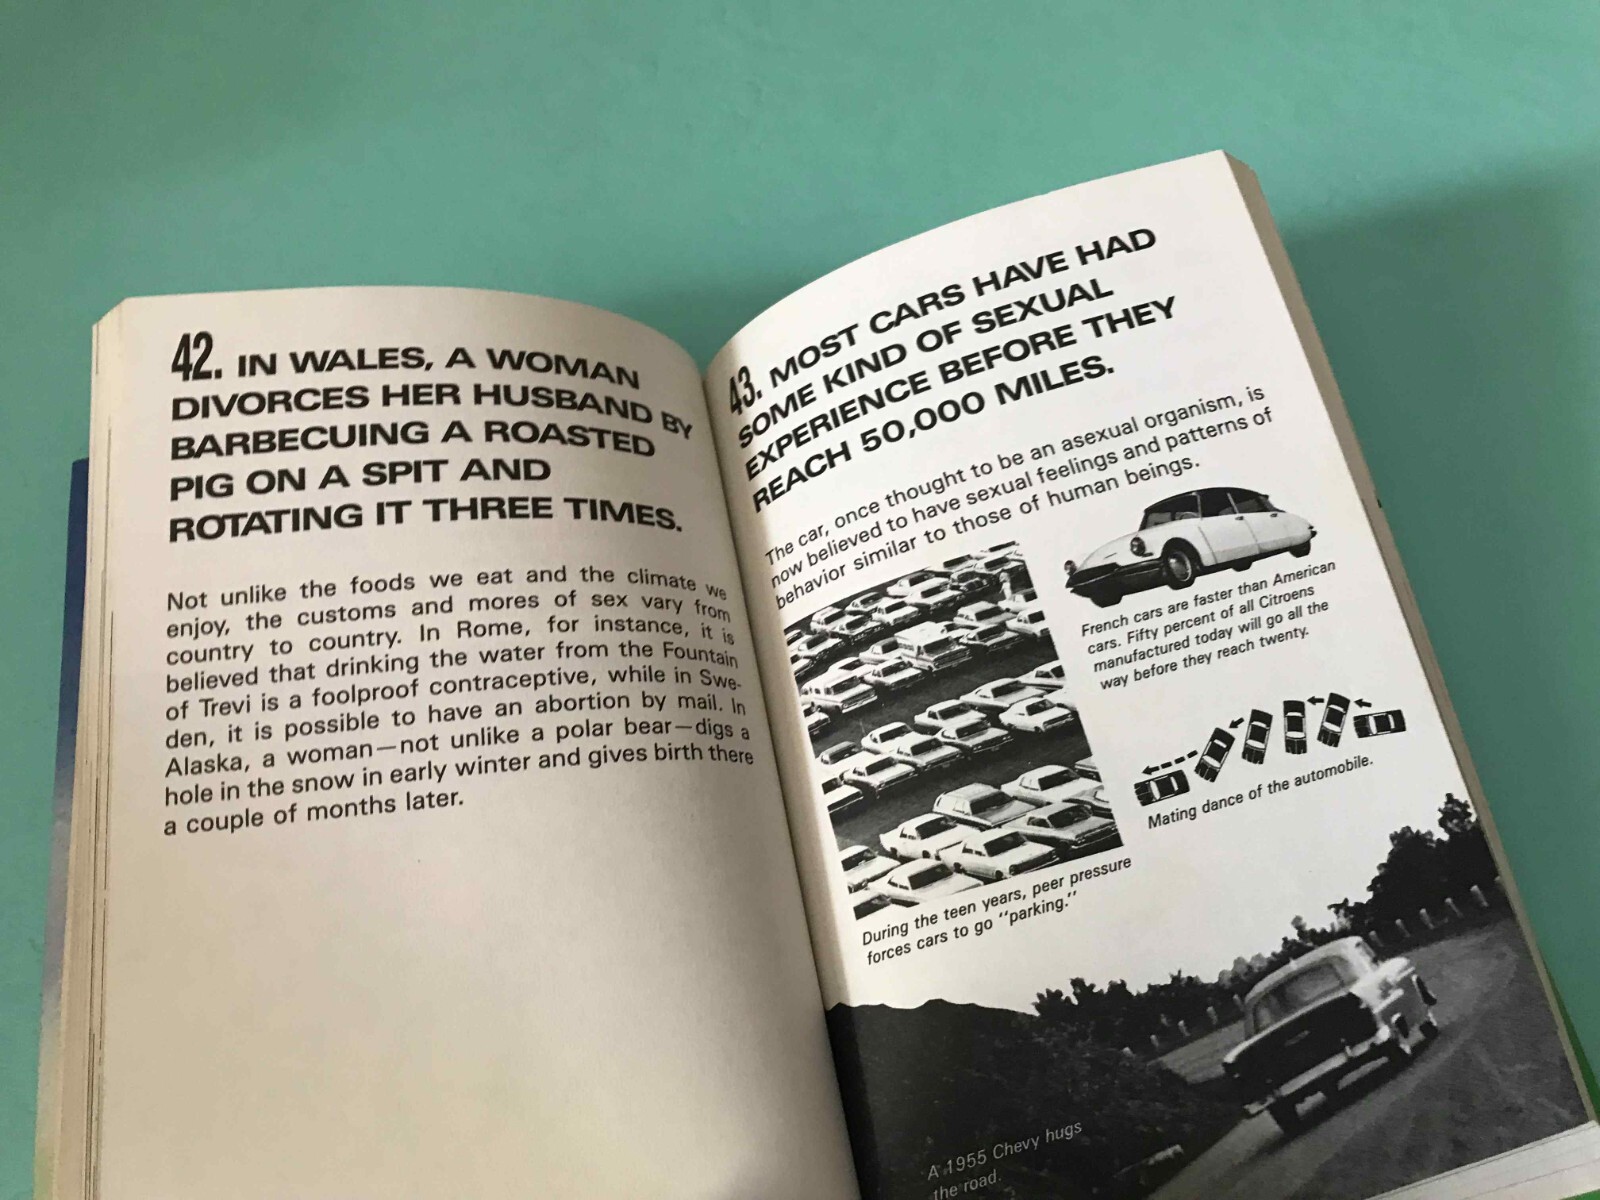 42. IN WALES, A WOMAN
DIVORCES HER HUSBAND BY
BARBECUING A ROASTED
PIG ON A SPIT AND
ROTATING IT THREE TIMES.
Not unlike the foods we eat and the climate we
enjoy, the customs and mores of sex vary from
country to country. In Rome, for instance, it is
believed that drinking the water from the Fountain
of Trevi is a foolproof contraceptive, while in Swe-
den, it is possible to have an abortion by mail. In
Alaska, a woman—not unlike a polar bear—digs a
hole in the snow in early winter and gives birth there
a couple of months later.
43. MOST CARS HAVE HAD
SOME KIND OF SEXUAL
EXPERIENCE BEFORE THEY
REACH 50,000 MILES.
The car, once thought to be an asexual organism, is
now believed to have sexual feelings and patterns of
behavior similar to those of human beings.
French cars are faster than American
cars. Fifty percent of all Citroens
manufactured today will go all the
way before they reach twenty.
Mating dance of the automobile.
During the teen years, peer pressure
forces cars to go "parking."
A 1955 Chevy hugs
the road.